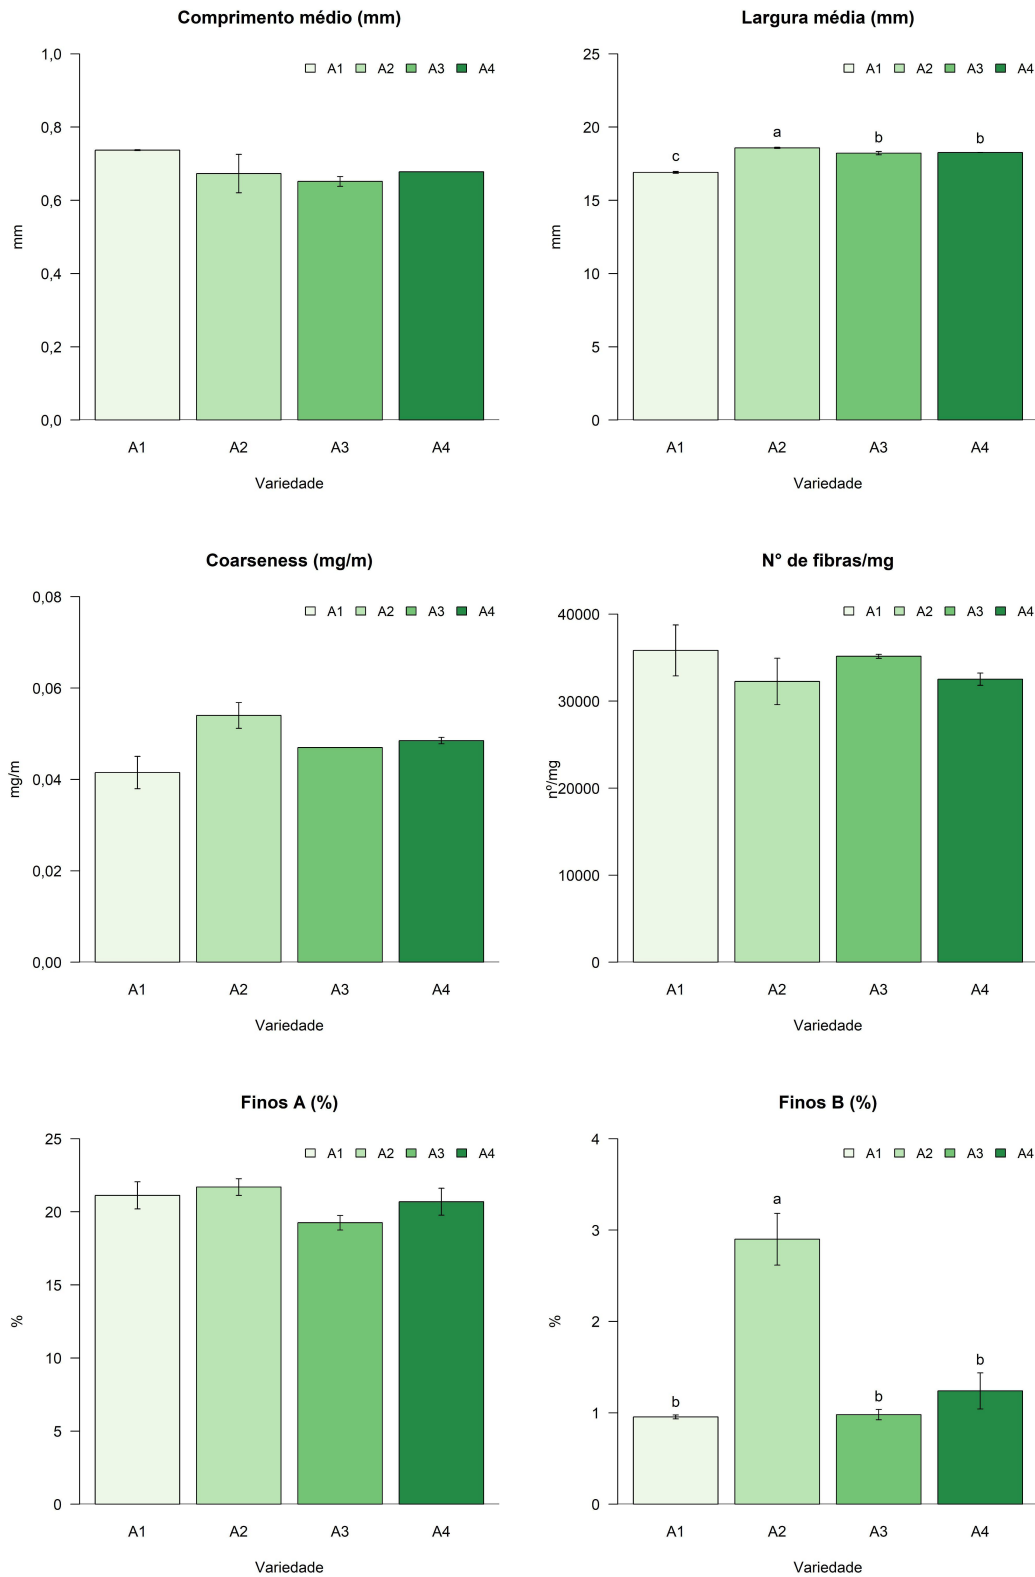 Comprimento médio (mm)
1,0
0,8
0,6
0,4
0,2
0,0
mm
A1 A2 A3 A4
A1 A2 A3 A4
Variedade
Largura média (mm)
25
20
15
10
5
0
mm
A1 A2 A3 A4
c a b b
A1 A2 A3 A4
Variedade
Coarseness (mg/m)
0,08
0,06
0,04
0,02
0,00
mg/m
A1 A2 A3 A4
A1 A2 A3 A4
Variedade
N° de fibras/mg
40000
30000
20000
10000
0
nº/mg
A1 A2 A3 A4
A1 A2 A3 A4
Variedade
Finos A (%)
25
20
15
10
5
0
%
A1 A2 A3 A4
A1 A2 A3 A4
Variedade
Finos B (%)
4
3
2
1
0
%
A1 A2 A3 A4
b a b b
A1 A2 A3 A4
Variedade